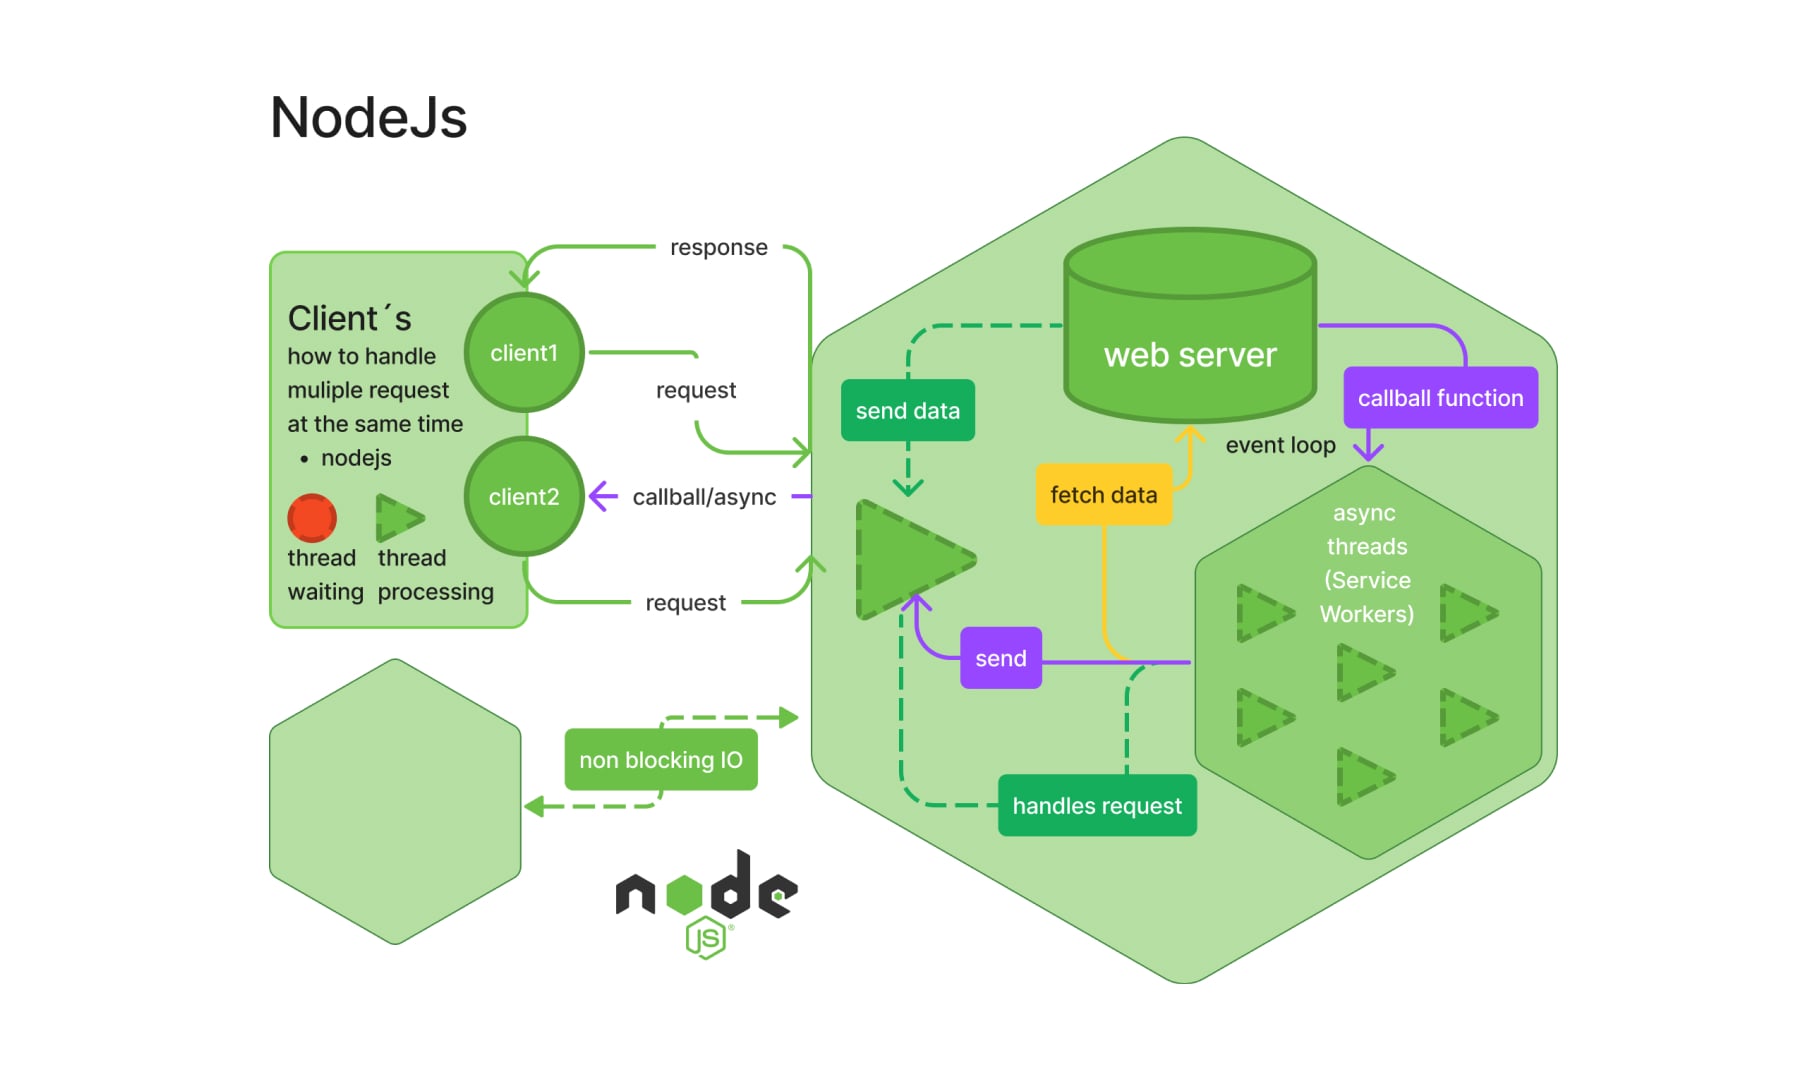 NodeJs
response
Client´s
how to handle
muliple request
at the same time
• nodejs
thread
waiting
thread
processing
client1
client2
request
callball/async
request
non blocking IO
node
JS
®
web server
send data
callball function
event loop
fetch data
async
threads
(Service
Workers)
send
handles request